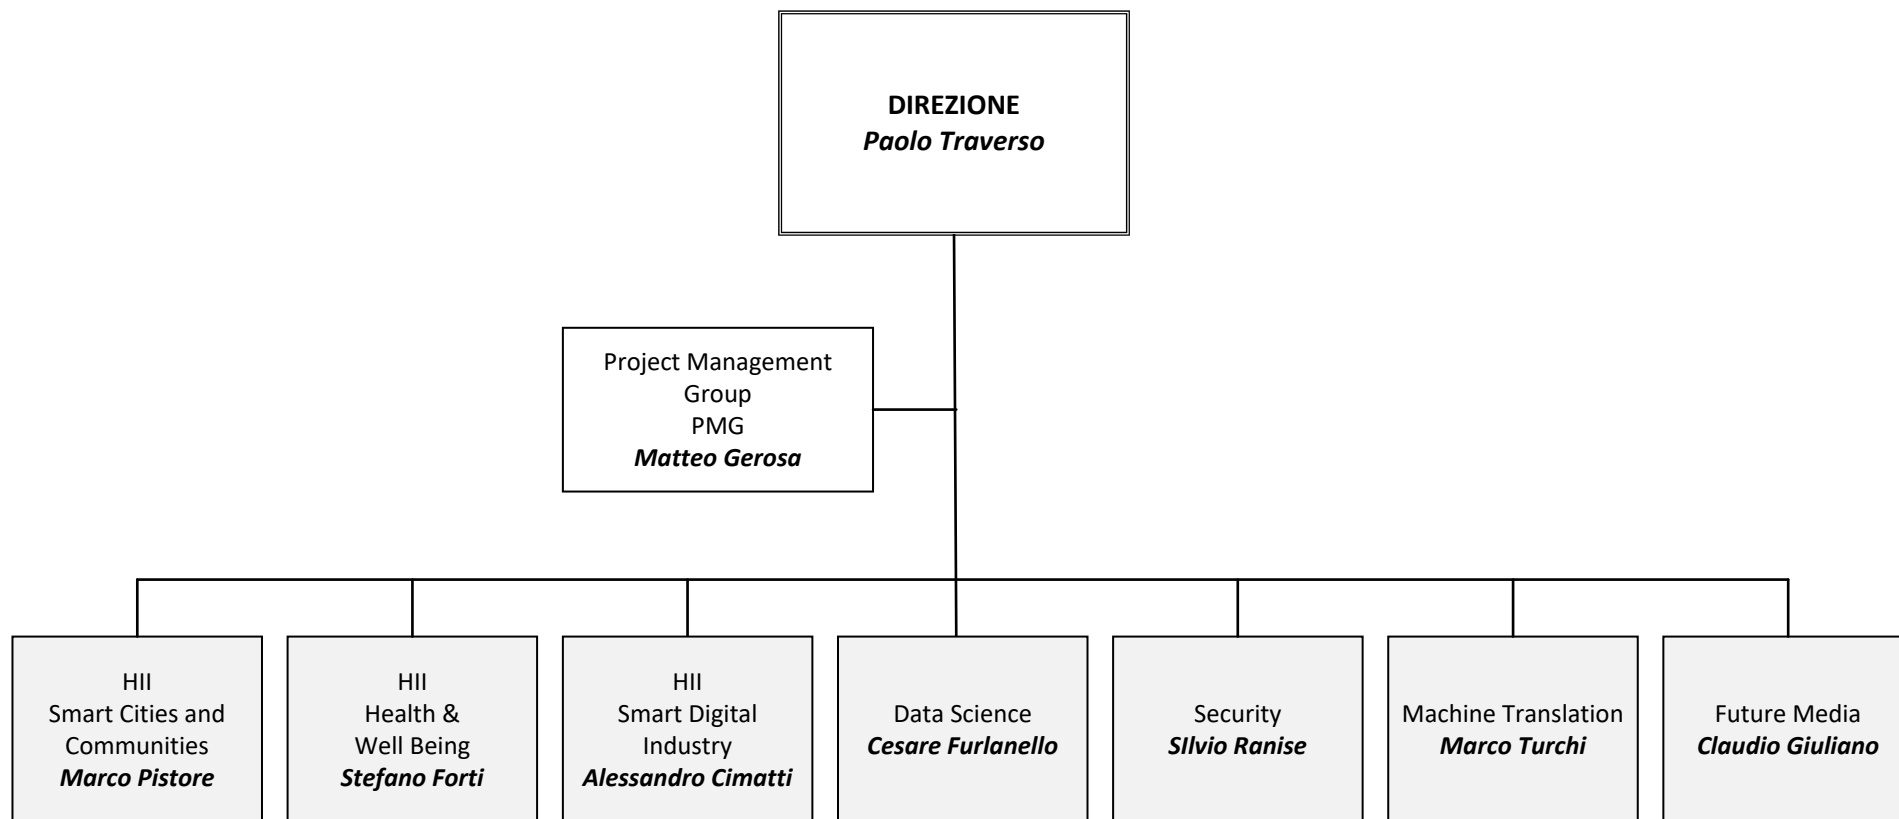 DIREZIONE
Paolo Traverso
Project Management
Group
PMG
Matteo Gerosa
HII
Smart Cities and
Communities
Marco Pistore
HII
Health &
Well Being
Stefano Forti
HII
Smart Digital
Industry
Alessandro Cimatti
Data Science
Cesare Furlanello
Security
SIlvio Ranise
Machine Translation
Marco Turchi
Future Media
Claudio Giuliano